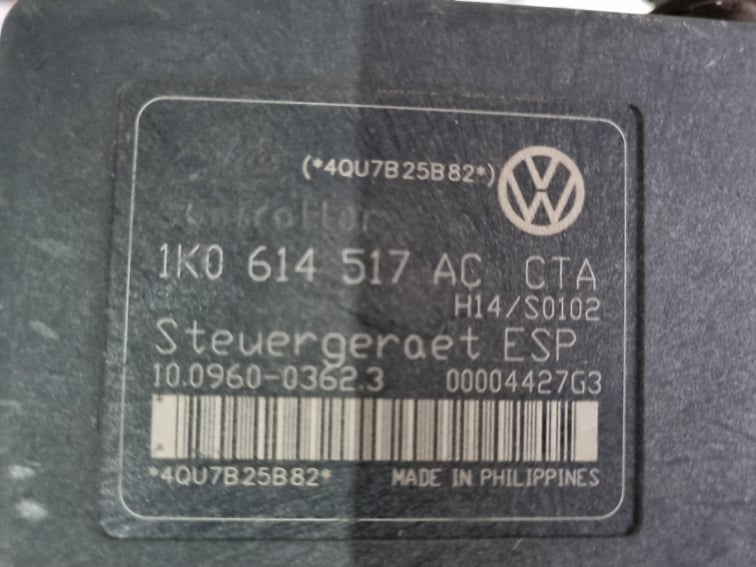 (*4QU7B25B82*)
VW
1K0 614 517 AC CTA
H14/S0102
Steuergeraet ESP
10.0960-0362.3 00004427G3
*4QU7B25B82* MADE IN PHILIPPINES